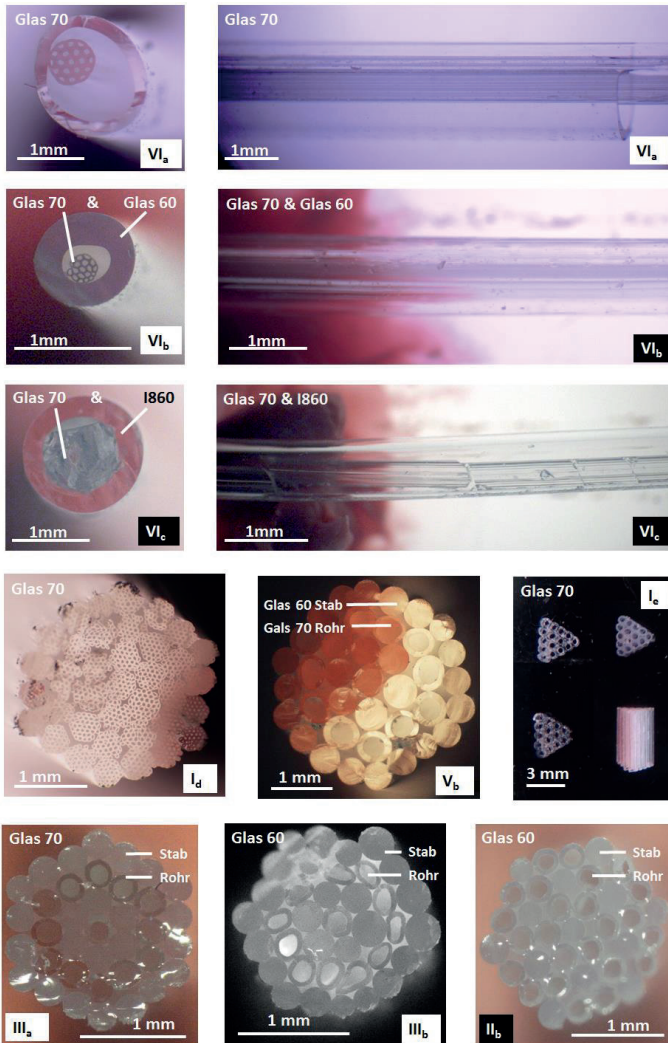 Glas 70
1mm
VIa
Glas 70
1mm
VIa
Glas 70 & Glas 60
1mm
VIb
Glas 70 & Glas 60
1mm
VIb
Glas 70 & I860
1mm
VIc
Glas 70 & I860
1mm
VIc
Glas 70
1 mm
Id
Glas 60 Stab
Gals 70 Rohr
1 mm
Vb
Glas 70
Ie
3 mm
Glas 70
Stab
Rohr
IIIa
1 mm
Glas 60
Stab
Rohr
1 mm
IIIb
Glas 60
Stab
Rohr
IIb
1 mm